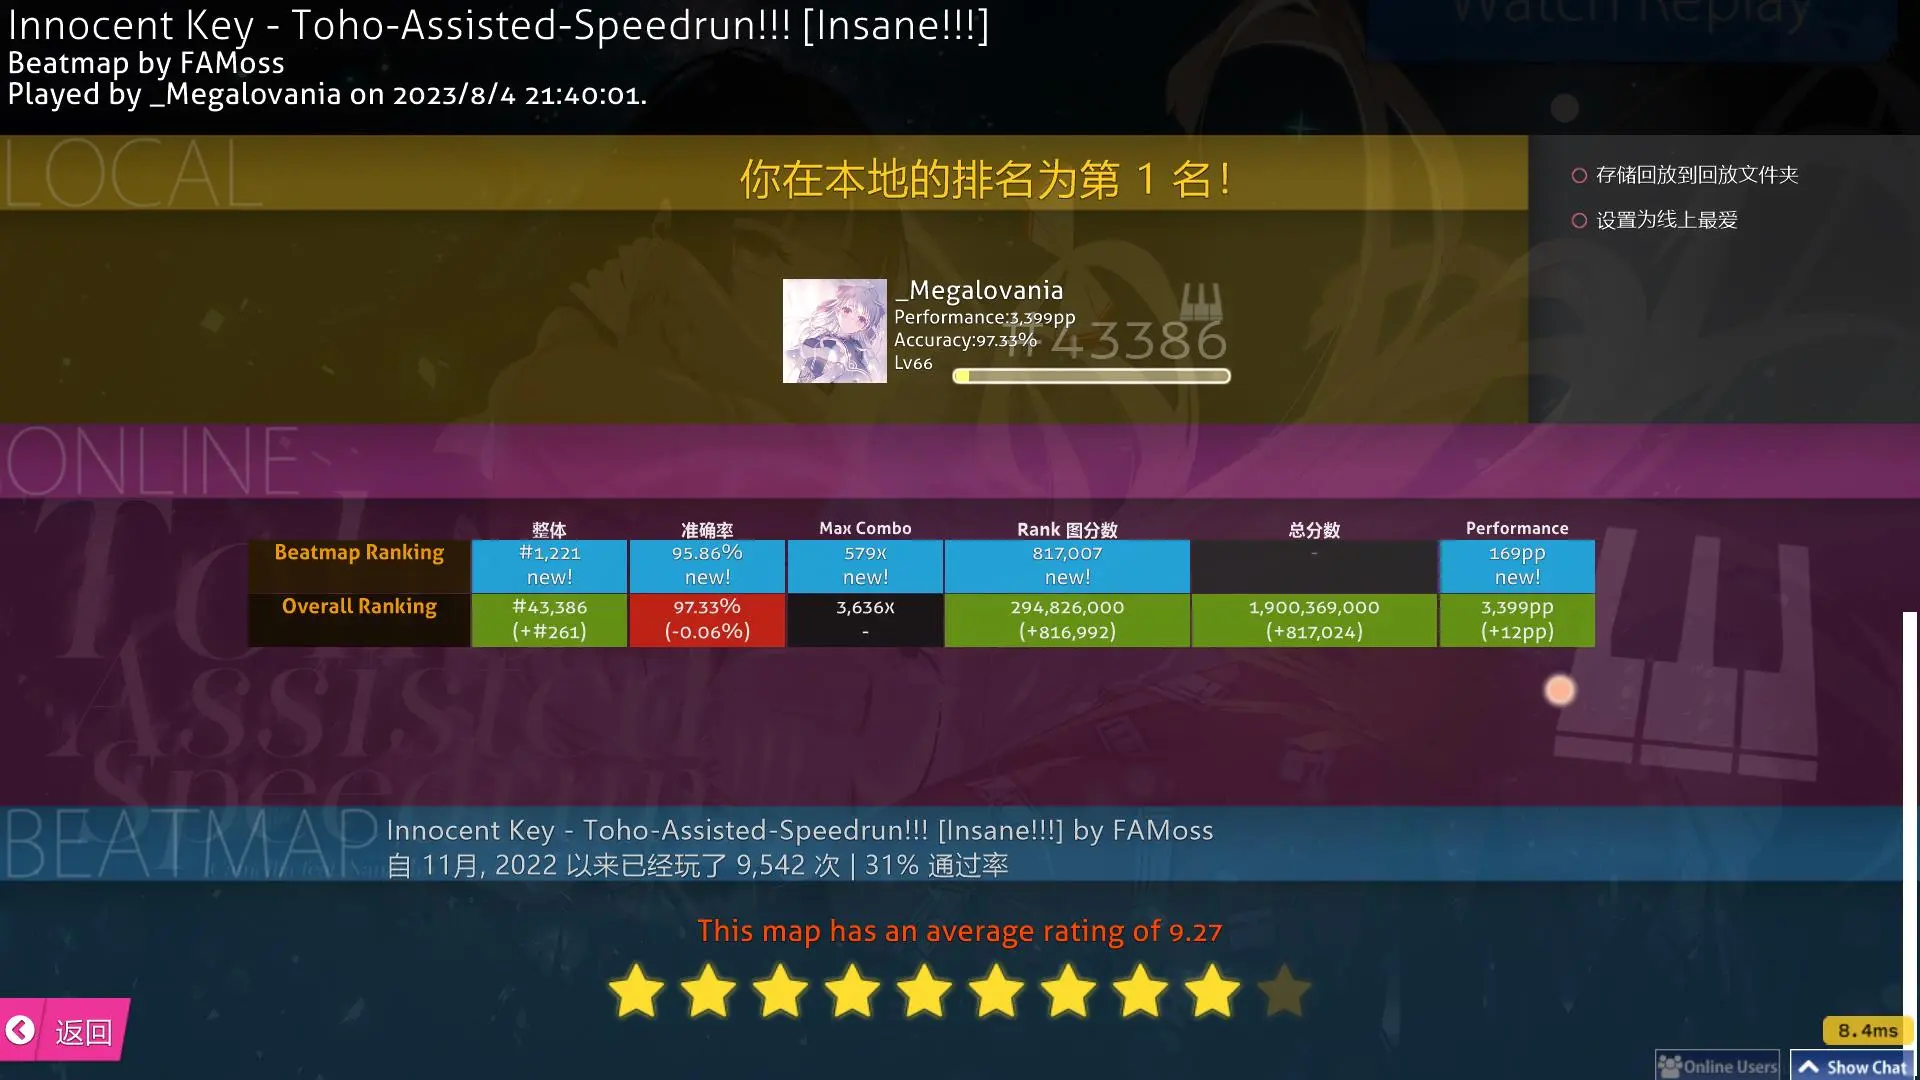 Innocent Key - Toho-Assisted-Speedrun!!! [Insane!!!]
Watch Replay
Beatmap by FAMoss
Played by _Megalovania on 2023/8/4 21:40:01.
LOCAL
你在本地的排名为第 1 名!
存储回放到回放文件夹
设置为线上最爱
_Megalovania
Performance:3,399pp
Accuracy:97.33%
#43386
Lv66
ONLINE
整体 准确率 Max Combo Rank 图分数 总分数 Performance
Beatmap Ranking #1,221 95.86% 579x 817,007 - 169pp
new! new! new! new! new!
Overall Ranking #43,386 97.33% 3,636x 294,826,000 1,900,369,000 3,399pp
(+#261) (-0.06%) - (+816,992) (+817,024) (+12pp)
Toho
Assisted
Speedrun
BEATMAP
Innocent Key - Toho-Assisted-Speedrun!!! [Insane!!!] by FAMoss
自 11月, 2022 以来已经玩了 9,542 次 | 31% 通过率
This map has an average rating of 9.27
返回
8.4ms
Online Users
Show Chat